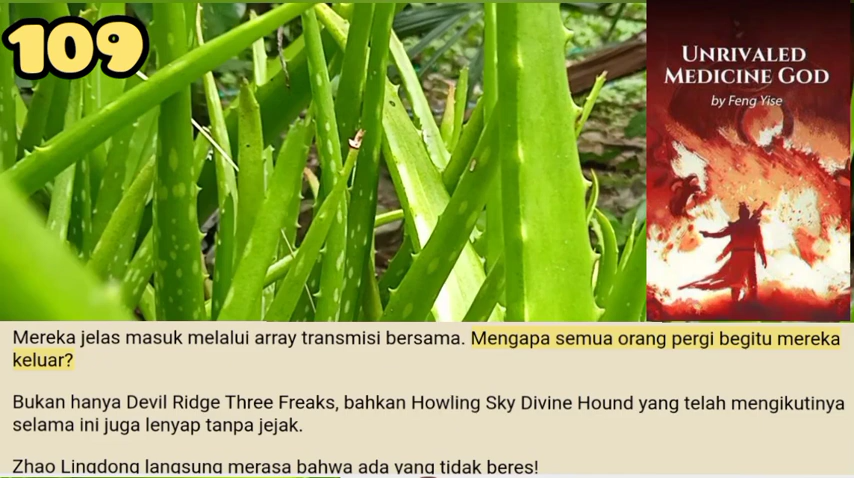 109
UNRIVALED
MEDICINE GOD
by Feng Yise
Mereka jelas masuk melalui array transmisi bersama. Mengapa semua orang pergi begitu mereka
keluar?
Bukan hanya Devil Ridge Three Freaks, bahkan Howling Sky Divine Hound yang telah mengikutinya
selama ini juga lenyap tanpa jejak.
Zhao Lingdong langsung merasa bahwa ada yang tidak beres!